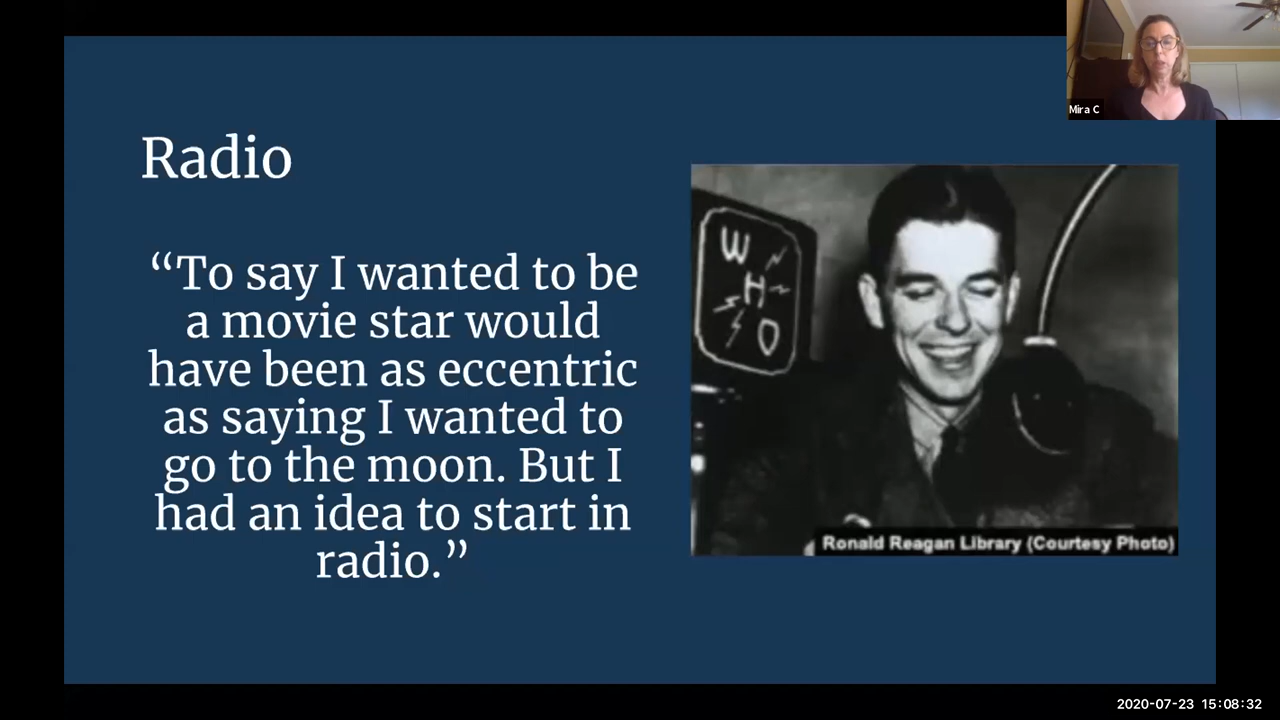 Mira C
Radio
“To say I wanted to be
a movie star would
have been as eccentric
as saying I wanted to
go to the moon. But I
had an idea to start in
radio.”
W
H
O
Ronald Reagan Library (Courtesy Photo)
2020-07-23 15:08:32